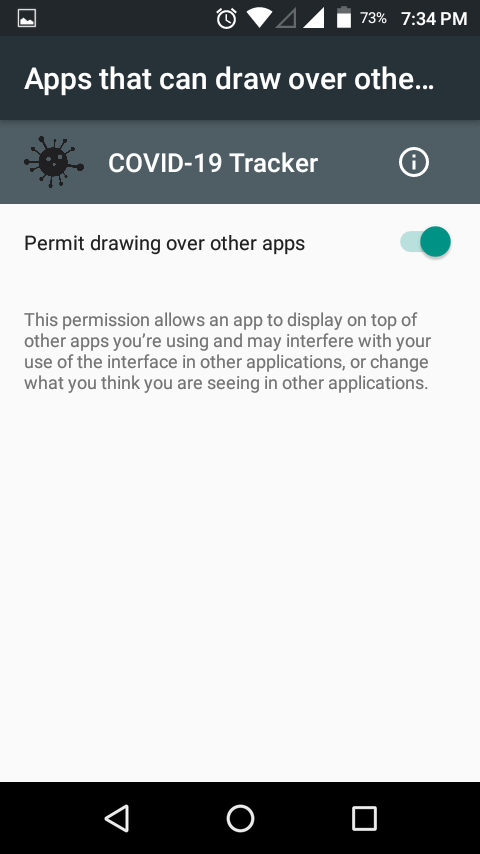 73% 7:34 PM
Apps that can draw over othe...
COVID-19 Tracker
Permit drawing over other apps
This permission allows an app to display on top of
other apps you’re using and may interfere with your
use of the interface in other applications, or change
what you think you are seeing in other applications.